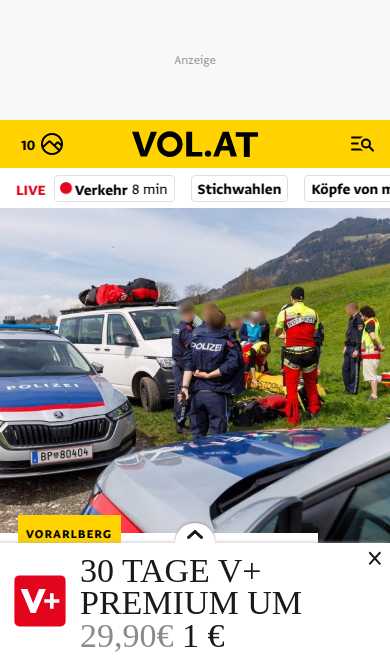 Anzeige
10
VOL.AT
LIVE
Verkehr 8 min
Stichwahlen
Köpfe von m
POLIZEI
POLIZEI
BP 80404
VORARLBERG
V+
30 TAGE V+
PREMIUM UM
29,90€ 1 €